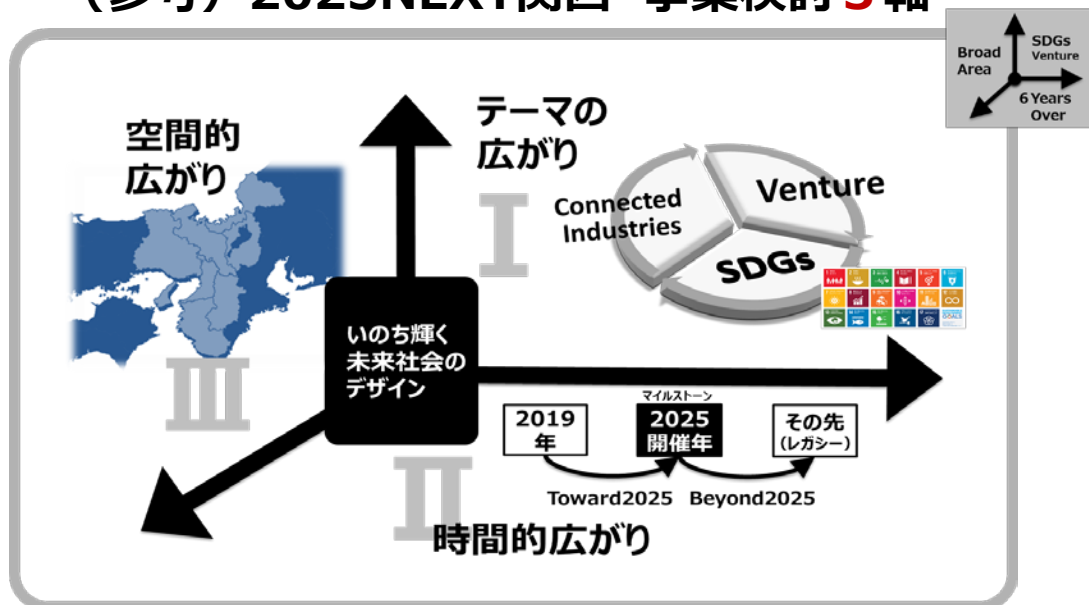 （参考）2025NEXT関西 事業検討3軸
Broad
Area
SDGs
Venture
6 Years
Over
空間的
広がり
テーマの
広がり
Ⅰ
Connected
Industries
Venture
SDGs
いのち輝く
未来社会の
デザイン
Ⅲ
マイルストーン
2019
年
2025
開催年
その先
(レガシー)
Toward2025
Beyond2025
Ⅱ
時間的広がり